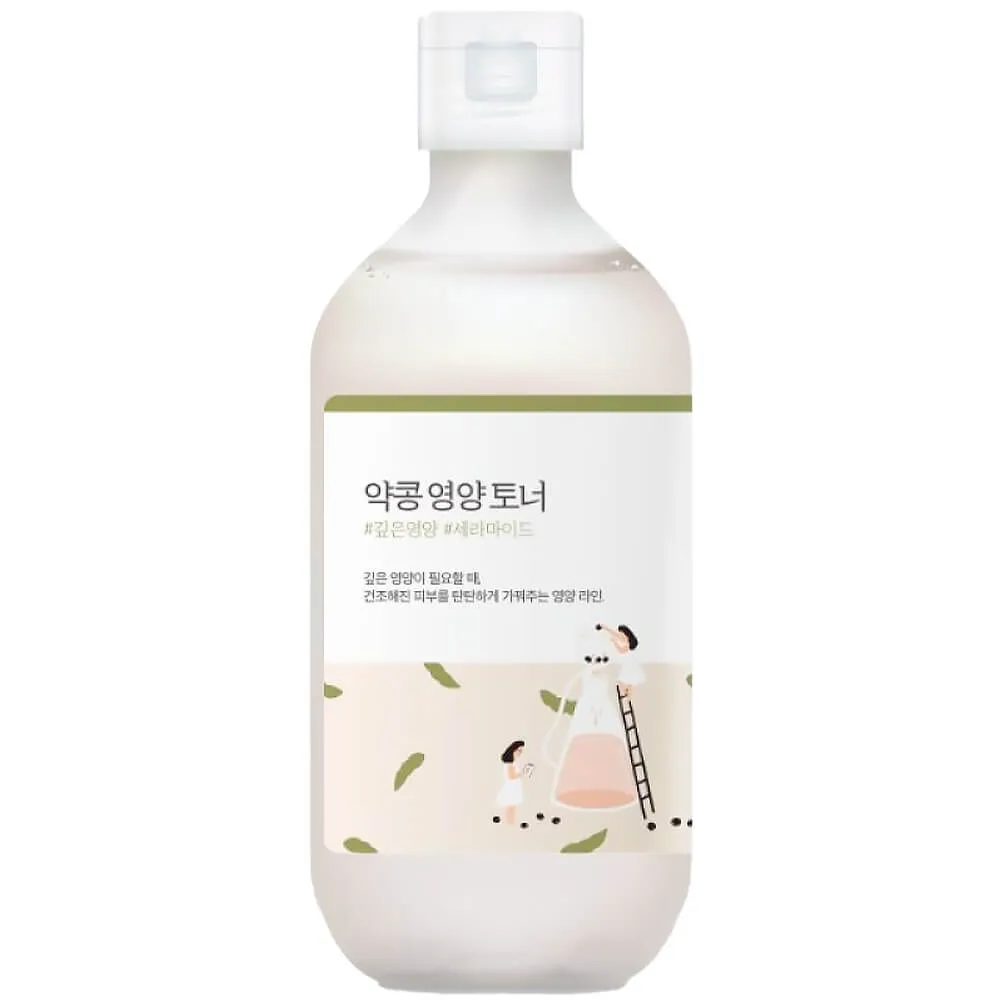 약콩 영양 토너
#깊은영양 #세라마이드
깊은 영양이 필요할 때,
건조해진 피부를 탄탄하게 가꿔주는 영양 라인.